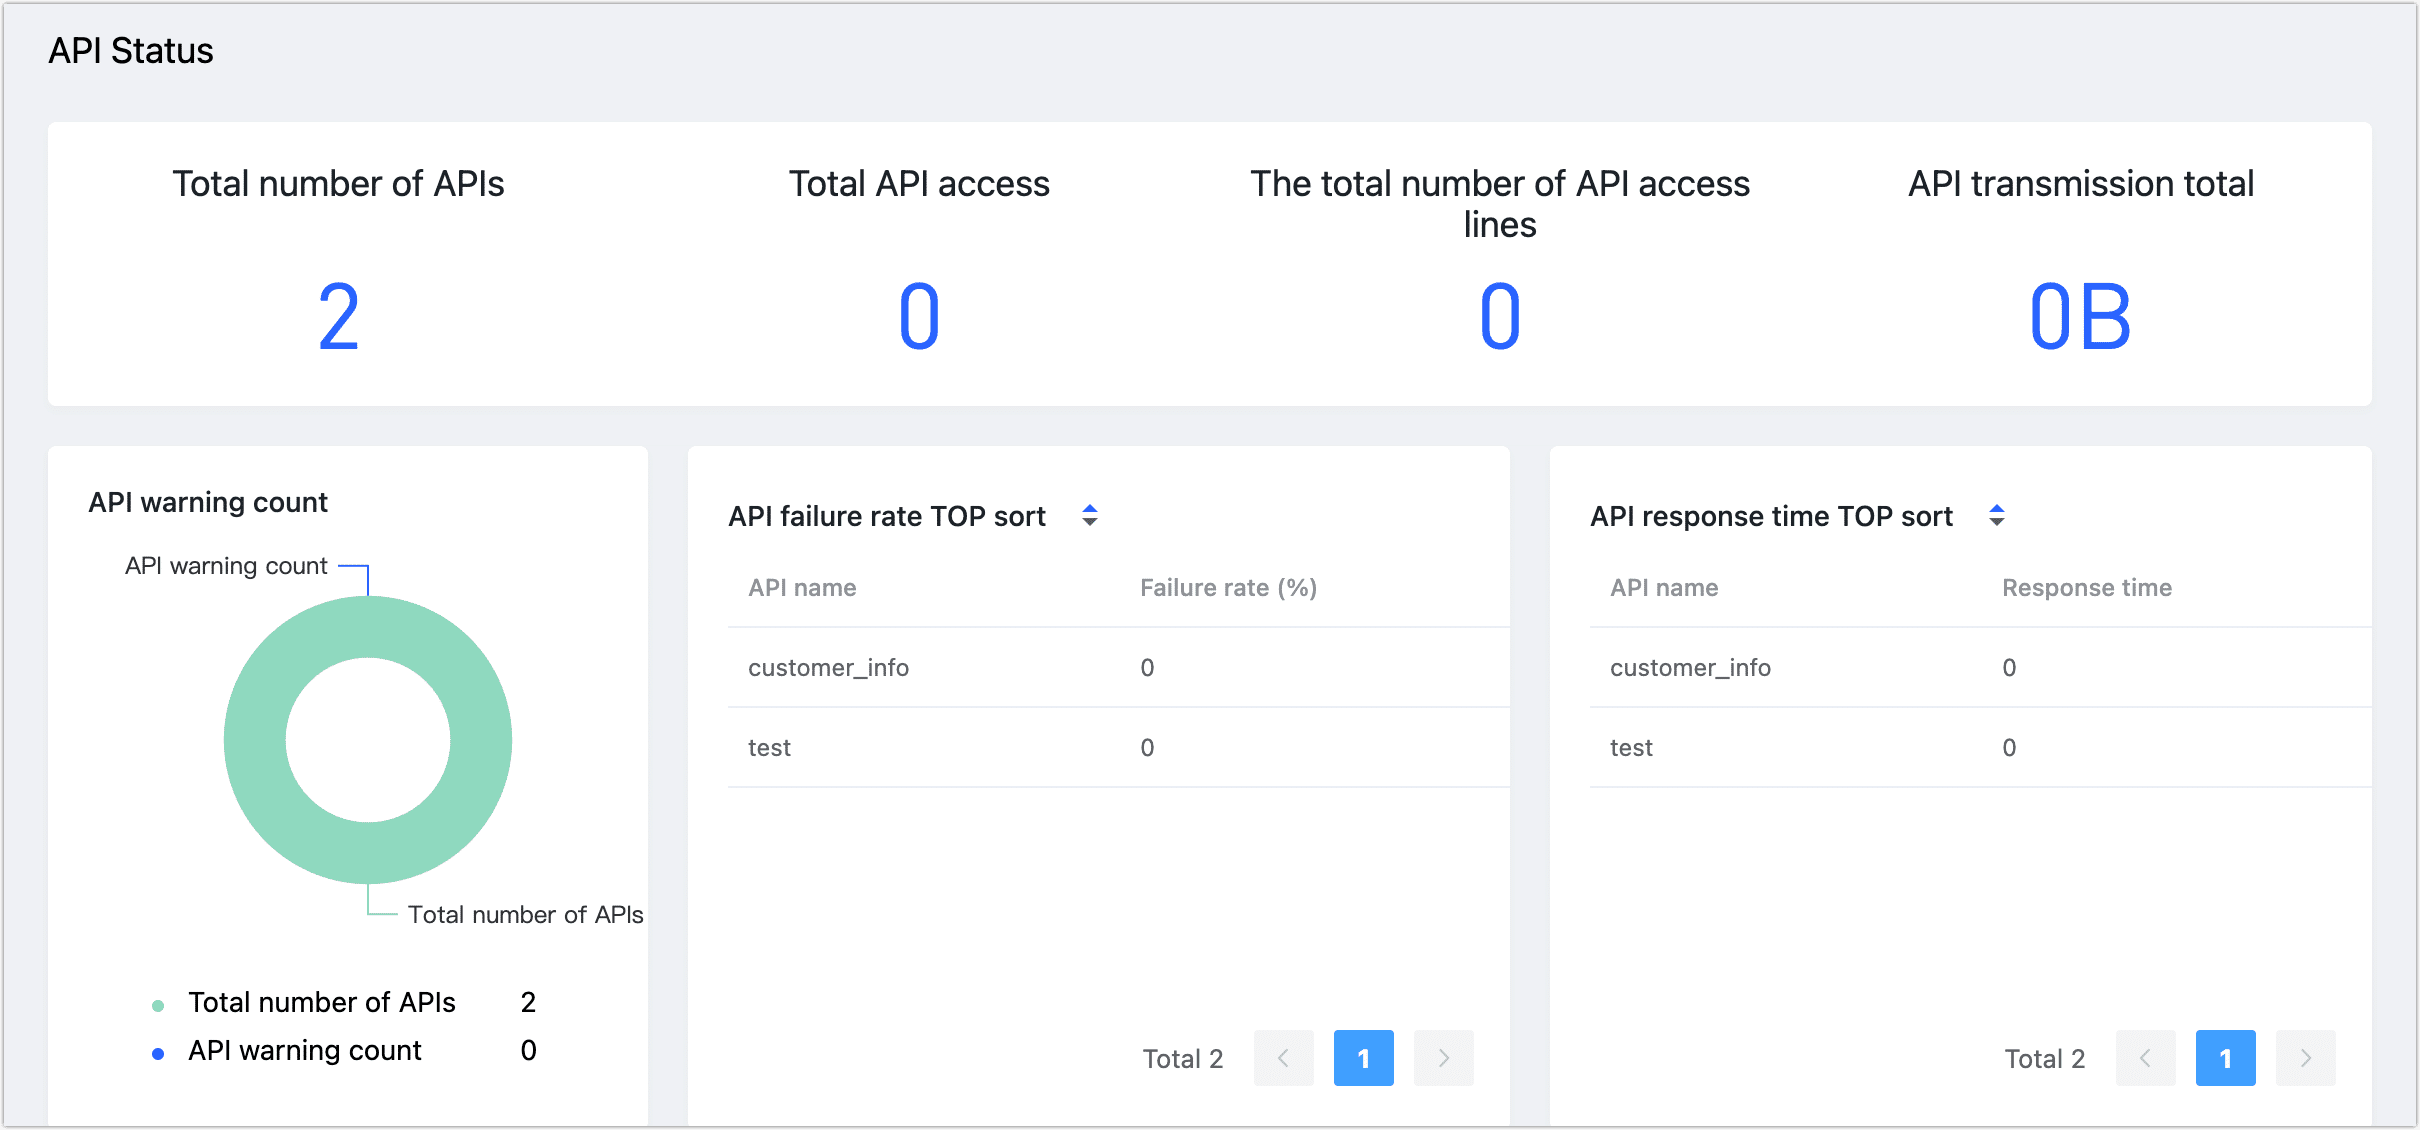 API Status
Total number of APIs
2
Total API access
0
The total number of API access
lines
0
API transmission total
0B
API warning count
API warning count
Total number of APIs
Total number of APIs 2
API warning count 0
API failure rate TOP sort
API name Failure rate (%)
customer_info 0
test 0
Total 2 1
API response time TOP sort
API name Response time
customer_info 0
test 0
Total 2 1